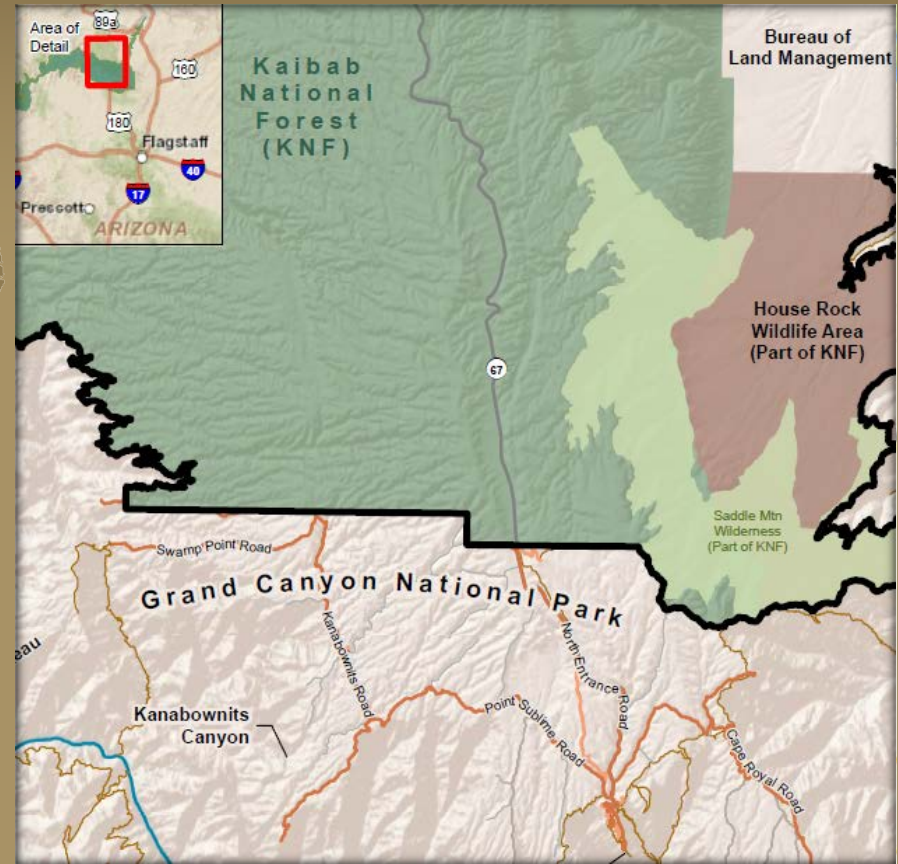 Area of
Detail
89a
160
180
Flagstaff
40
17
Prescott
ARIZONA
Kaibab
National
Forest
(KNF)
Bureau of
Land Management
House Rock
Wildlife Area
(Part of KNF)
67
Saddle Mtn
Wilderness
(Part of KNF)
Swamp Point Road
Grand Canyon National Park
Kanabownits Road
North Entrance Road
Point Sublime Road
Cape Royal Road
Kanabownits
Canyon
eau